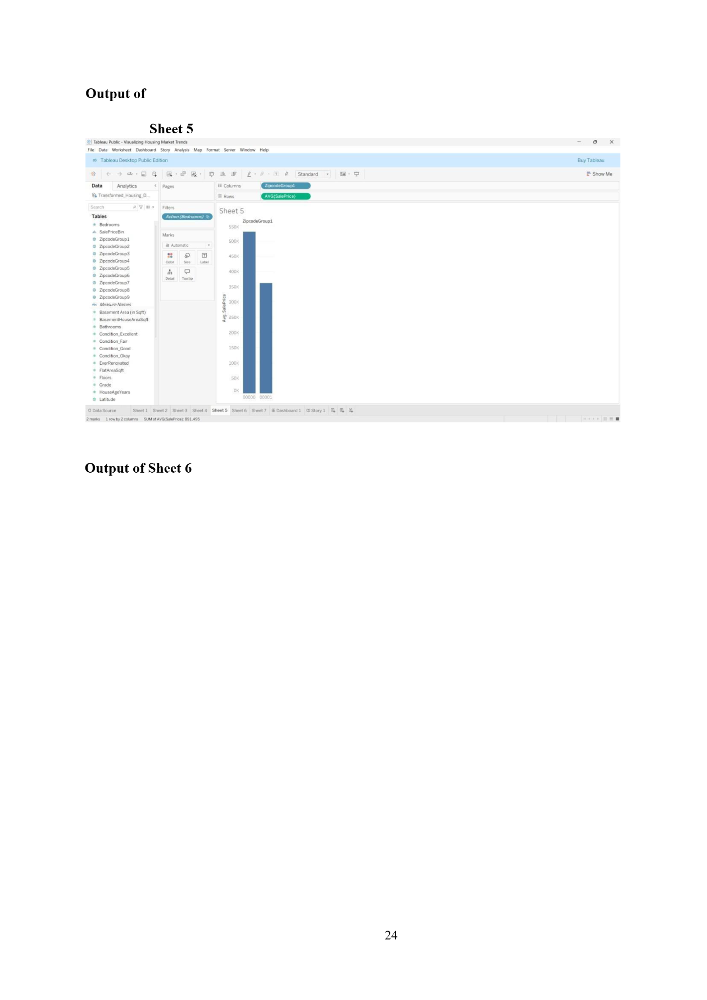 Output of
Sheet 5
Tableau Public - Visualizing Housing Market Trends
File Data Worksheet Dashboard Story Analysis Map Format Server Window Help
Tableau Desktop Public Edition Buy Tableau
Standard Show Me
Data Analytics Pages Columns ZipcodeGroup1
Transformed_Housing_D... Rows AVG(SalePrice)
Search Filters
Tables Action (Bedrooms) Sheet 5
Bedrooms
SalePriceBin
ZipcodeGroup1
ZipcodeGroup2
ZipcodeGroup3
ZipcodeGroup4
ZipcodeGroup5
ZipcodeGroup6
ZipcodeGroup7
ZipcodeGroup8
ZipcodeGroup9
Abc Measure Names
Basement Area (in Sqft)
BasementHouseAreaSqft
Bathrooms
Condition_Excellent
Condition_Fair
Condition_Good
Condition_Okay
EverRenovated
FlatAreaSqft
Floors
Grade
HouseAgeYears
Latitude
Marks
Automatic
Color Size Label
Detail Tooltip
ZipcodeGroup1
550K
500K
450K
400K
350K
300K
250K
200K
150K
100K
50K
0K
Avg. SalePrice
00000 00001
Data Source Sheet 1 Sheet 2 Sheet 3 Sheet 4 Sheet 5 Sheet 6 Sheet 7 Dashboard 1 Story 1
2 marks 1 row by 2 columns SUM of AVG(SalePrice): 891,495
Output of Sheet 6
24